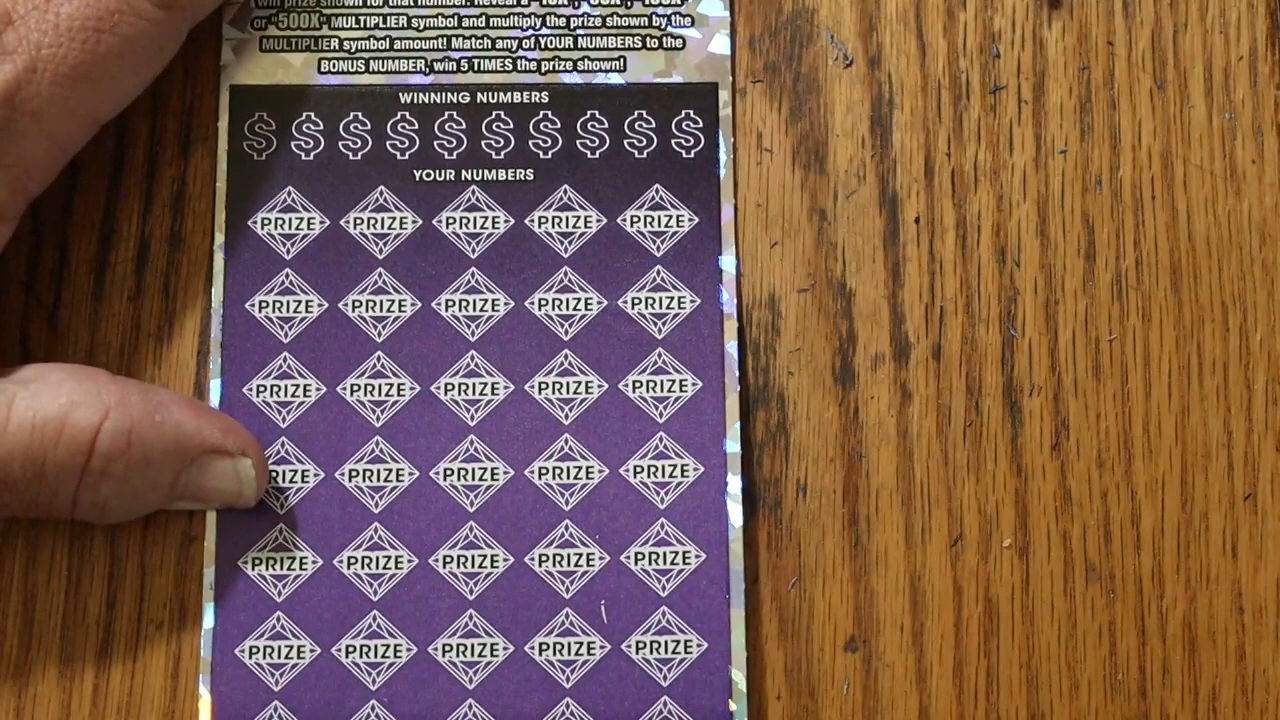 win prize shown for that number. Reveal a
or "500X" MULTIPLIER symbol and multiply the prize shown by the
MULTIPLIER symbol amount! Match any of YOUR NUMBERS to the
BONUS NUMBER, win 5 TIMES the prize shown!
WINNING NUMBERS
$ $ $ $ $ $ $ $ $ $
YOUR NUMBERS
PRIZE PRIZE PRIZE PRIZE PRIZE
PRIZE PRIZE PRIZE PRIZE PRIZE
PRIZE PRIZE PRIZE PRIZE PRIZE
RIZE PRIZE PRIZE PRIZE PRIZE
PRIZE PRIZE PRIZE PRIZE PRIZE
PRIZE PRIZE PRIZE PRIZE PRIZE